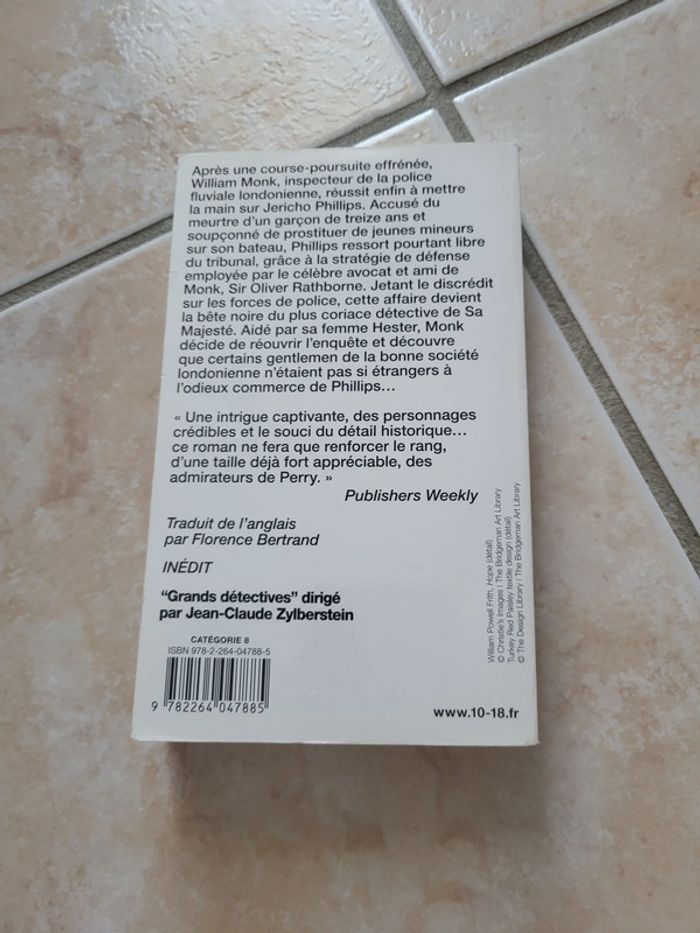 Après une course-poursuite effrénée,
William Monk, inspecteur de la police
fluviale londonienne, réussit enfin à mettre
la main sur Jericho Phillips. Accusé du
meurtre d'un garçon de treize ans et
soupçonné de prostituer de jeunes mineurs
sur son bateau, Phillips ressort pourtant libre
du tribunal, grâce à la stratégie de défense
employée par le célèbre avocat et ami de
Monk, Sir Oliver Rathborne. Jetant le discrédit
sur les forces de police, cette affaire devient
la bête noire du plus coriace détective de Sa
Majesté. Aidé par sa femme Hester, Monk
décide de réouvrir l'enquête et découvre
que certains gentlemen de la bonne société
londonienne n'étaient pas si étrangers à
l'odieux commerce de Phillips…
« Une intrigue captivante, des personnages
crédibles et le souci du détail historique…
ce roman ne fera que renforcer le rang,
d'une taille déjà fort appréciable, des
admirateurs de Perry. »
Publishers Weekly
Traduit de l'anglais
par Florence Bertrand
INÉDIT
"Grands détectives" dirigé
par Jean-Claude Zylberstein
CATÉGORIE 8
ISBN 978-2-264-04788-5
9 782264 047885
www.10-18.fr
William Powell Frith, Hope (détail)
© Christie's Images | The Bridgeman Art Library
Turkey Red Paisley textile design (détail)
© The Design Library | The Bridgeman Art Library